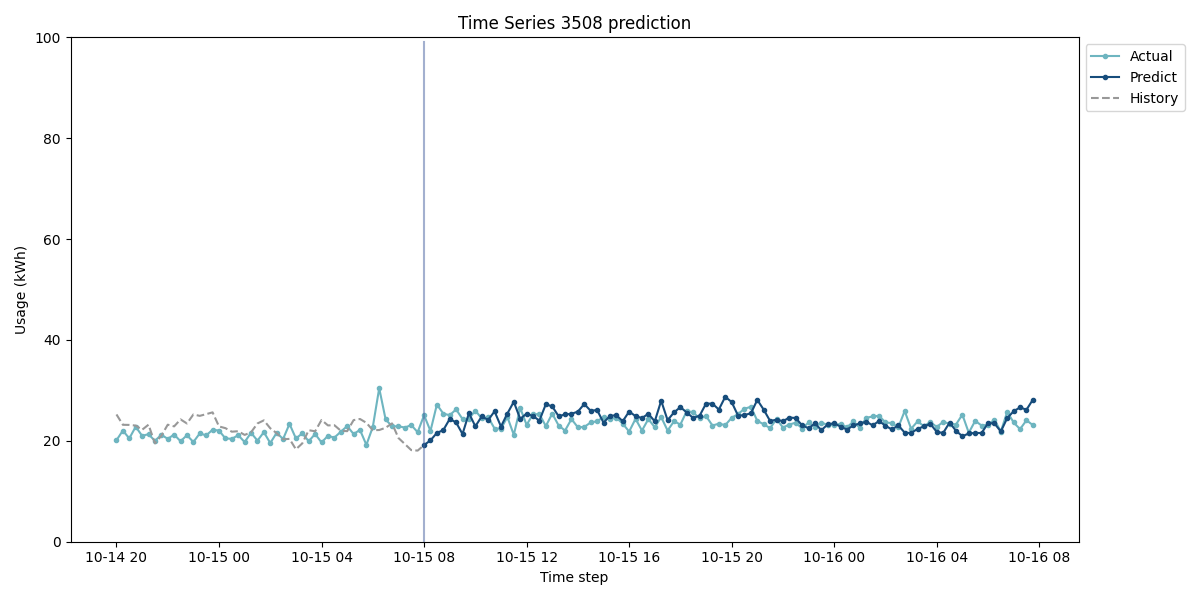 Time Series 3508 prediction
Actual
Predict
History
100
80
60
40
20
0
Usage (kWh)
10-14 20
10-15 00
10-15 04
10-15 08
10-15 12
10-15 16
10-15 20
10-16 00
10-16 04
10-16 08
Time step